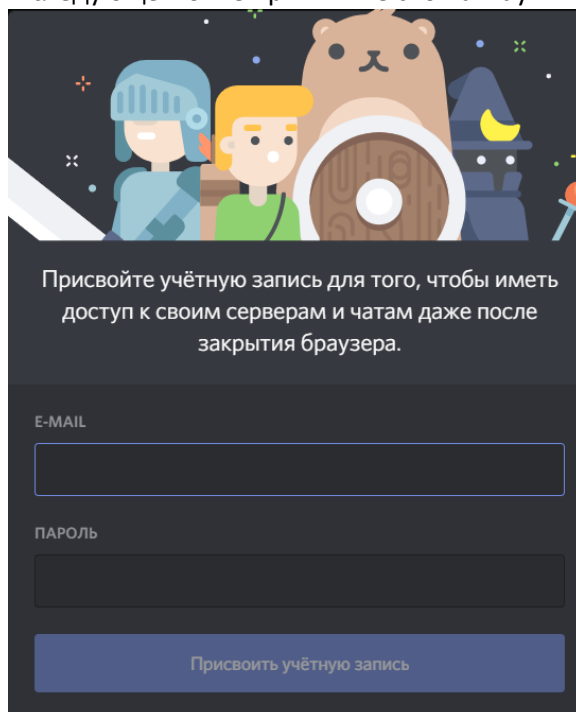 Присвойте учётную запись для того, чтобы иметь
доступ к своим серверам и чатам даже после
закрытия браузера.
E-MAIL
ПАРОЛЬ
Присвоить учётную запись